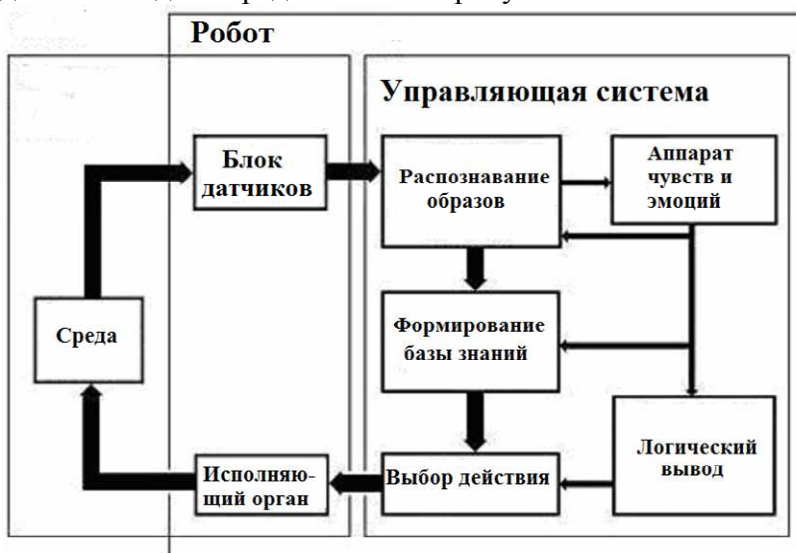 Робот
Управляющая система
Блок
датчиков
Распознавание
образов
Аппарат
чувств и
эмоций
Среда
Формирование
базы знаний
Исполняю-
щий орган
Выбор действия
Логический
вывод